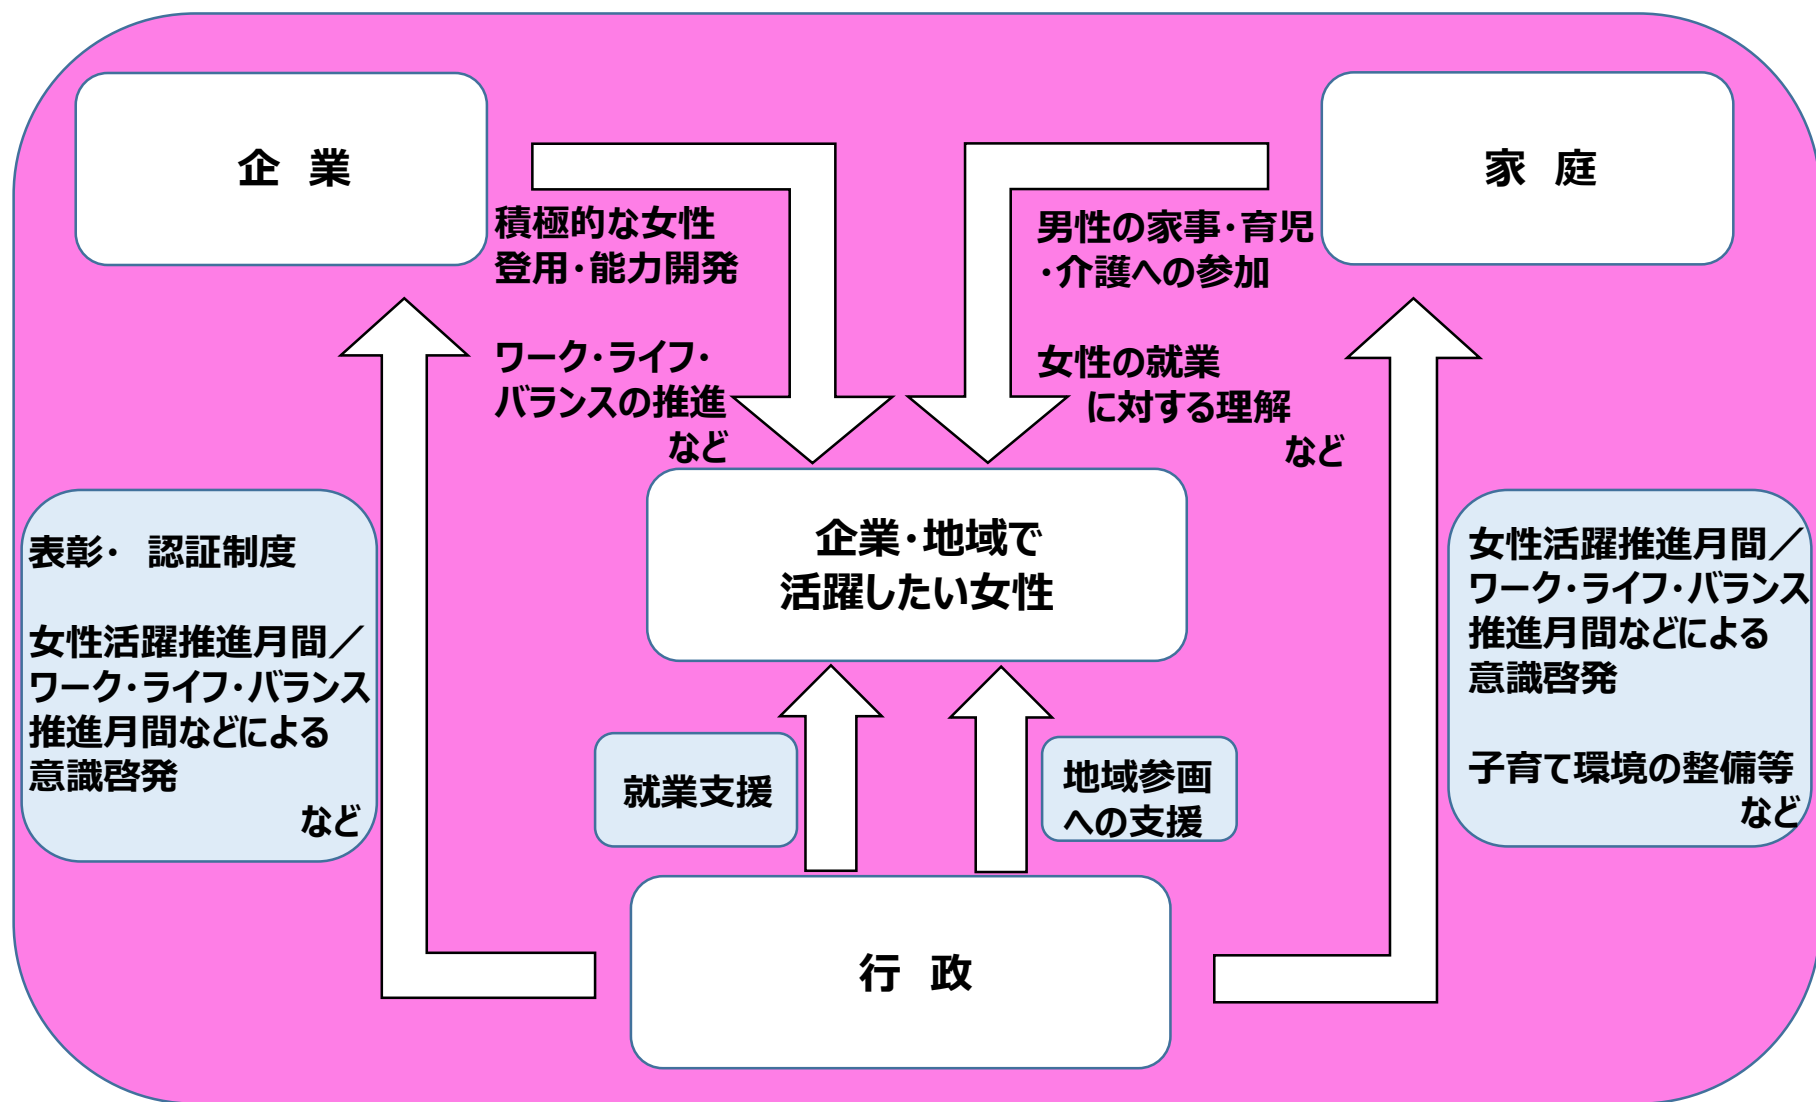 企　業
家　庭
積極的な女性
登用・能力開発
ワーク・ライフ・
バランスの推進
など
男性の家事・育児
・介護への参加
女性の就業
に対する理解
など
企業・地域で
活躍したい女性
表彰・　認証制度
女性活躍推進月間／
ワーク・ライフ・バランス
推進月間などによる
意識啓発
など
就業支援
地域参画
への支援
女性活躍推進月間／
ワーク・ライフ・バランス
推進月間などによる
意識啓発
子育て環境の整備等
など
行　政